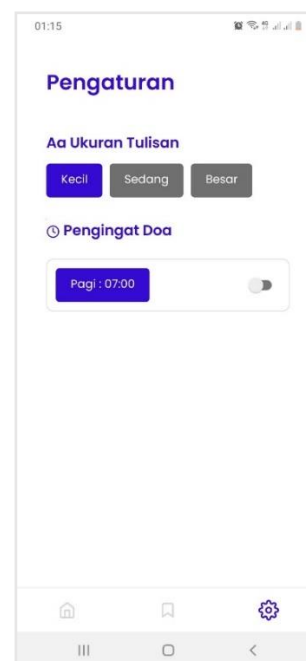 01:15
Pengaturan
Aa Ukuran Tulisan
Kecil Sedang Besar
Pengingat Doa
Pagi : 07:00